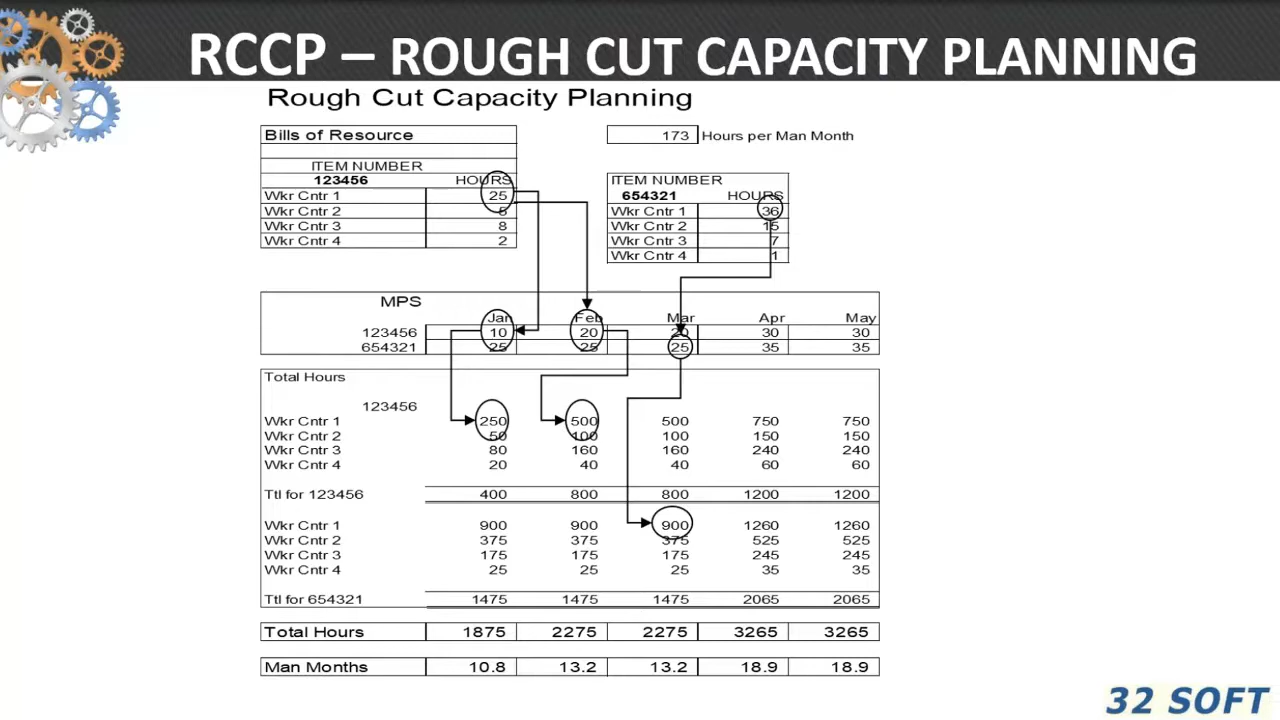 RCCP – ROUGH CUT CAPACITY PLANNING
Rough Cut Capacity Planning
Bills of Resource
173 Hours per Man Month
ITEM NUMBER
123456 HOURS
Wkr Cntr 1 25
Wkr Cntr 2 5
Wkr Cntr 3 8
Wkr Cntr 4 2
ITEM NUMBER
654321 HOURS
Wkr Cntr 1 36
Wkr Cntr 2 15
Wkr Cntr 3 7
Wkr Cntr 4 1
MPS
Jan Feb Mar Apr May
123456 10 20 20 30 30
654321 25 25 25 35 35
Total Hours
123456
Wkr Cntr 1 250 500 500 750 750
Wkr Cntr 2 50 100 100 150 150
Wkr Cntr 3 80 160 160 240 240
Wkr Cntr 4 20 40 40 60 60
Ttl for 123456 400 800 800 1200 1200
Wkr Cntr 1 900 900 900 1260 1260
Wkr Cntr 2 375 375 375 525 525
Wkr Cntr 3 175 175 175 245 245
Wkr Cntr 4 25 25 25 35 35
Ttl for 654321 1475 1475 1475 2065 2065
Total Hours 1875 2275 2275 3265 3265
Man Months 10.8 13.2 13.2 18.9 18.9
32 SOFT